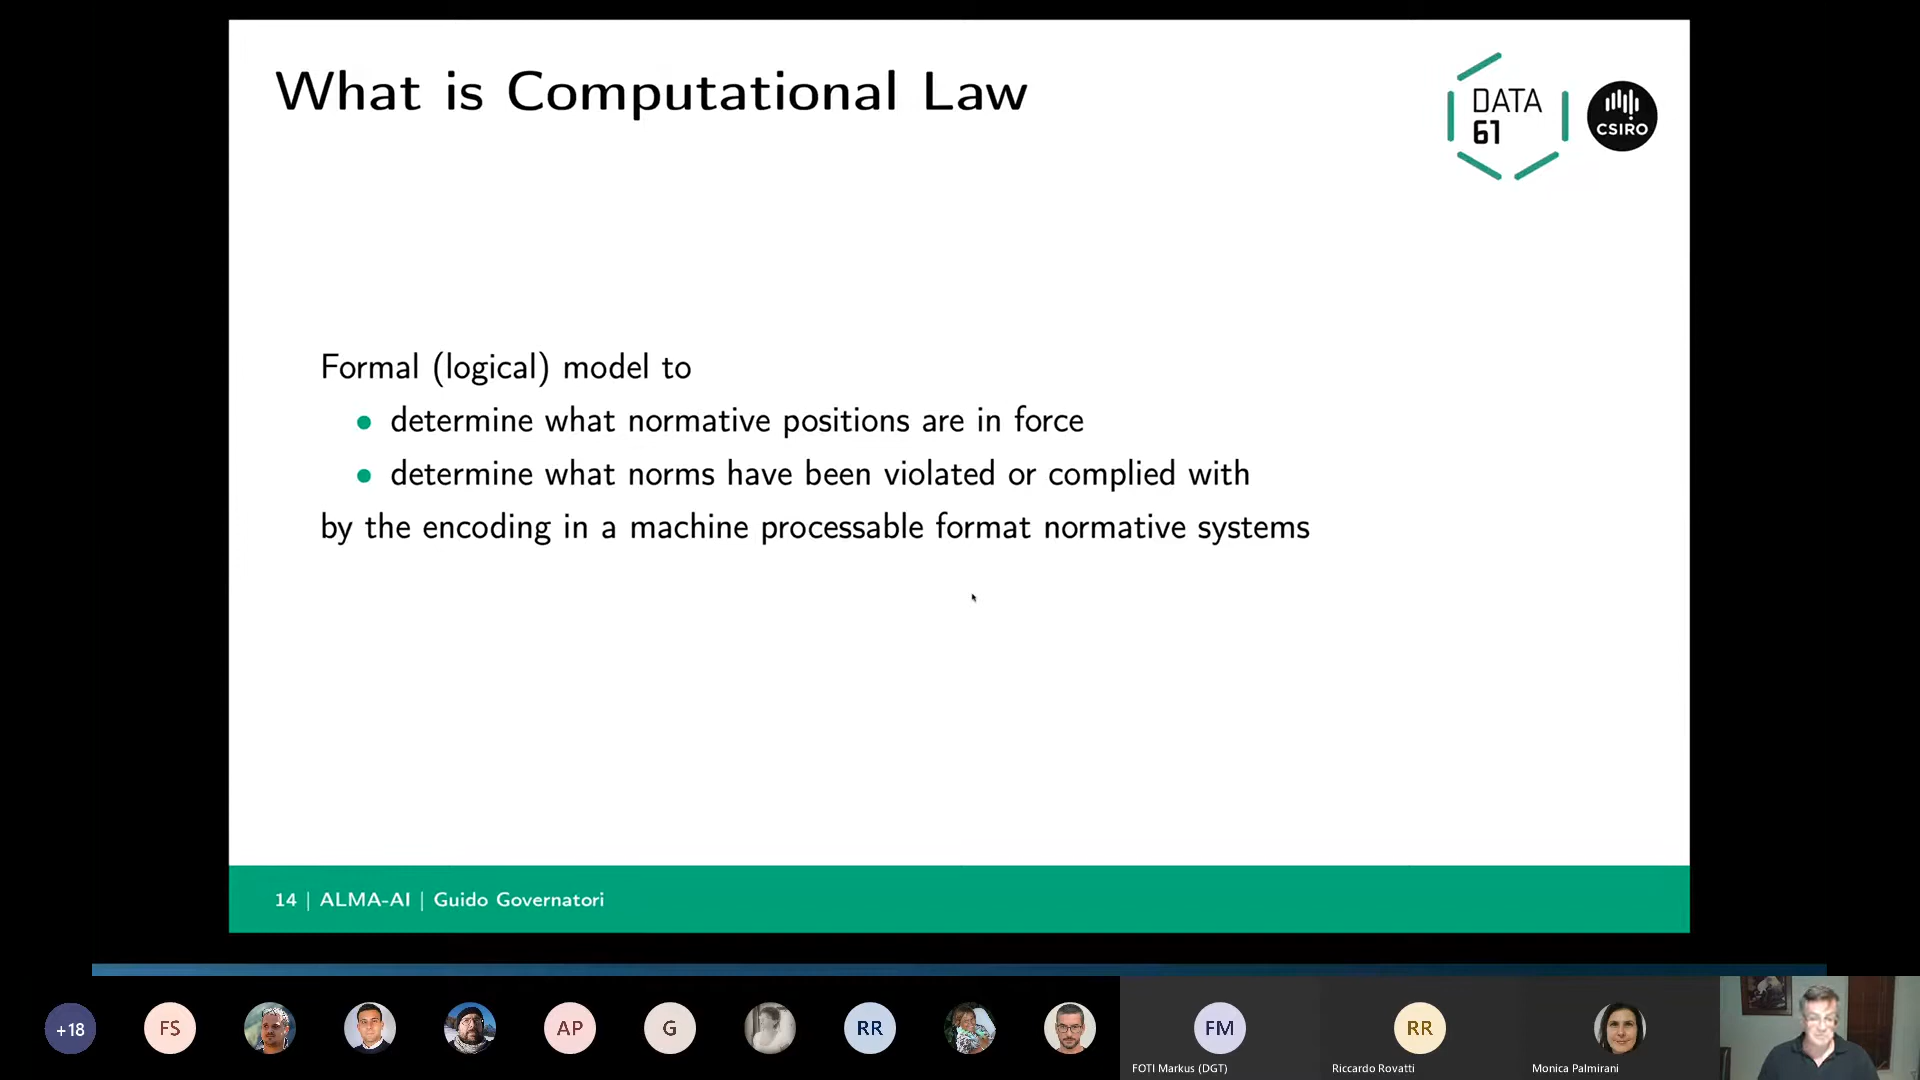 What is Computational Law
DATA
61
CSIRO
Formal (logical) model to
• determine what normative positions are in force
• determine what norms have been violated or complied with
by the encoding in a machine processable format normative systems
14 | ALMA-AI | Guido Governatori
+18
FS
AP
G
RR
FM
RR
FOTI Markus (DGT)
Riccardo Rovatti
Monica Palmirani